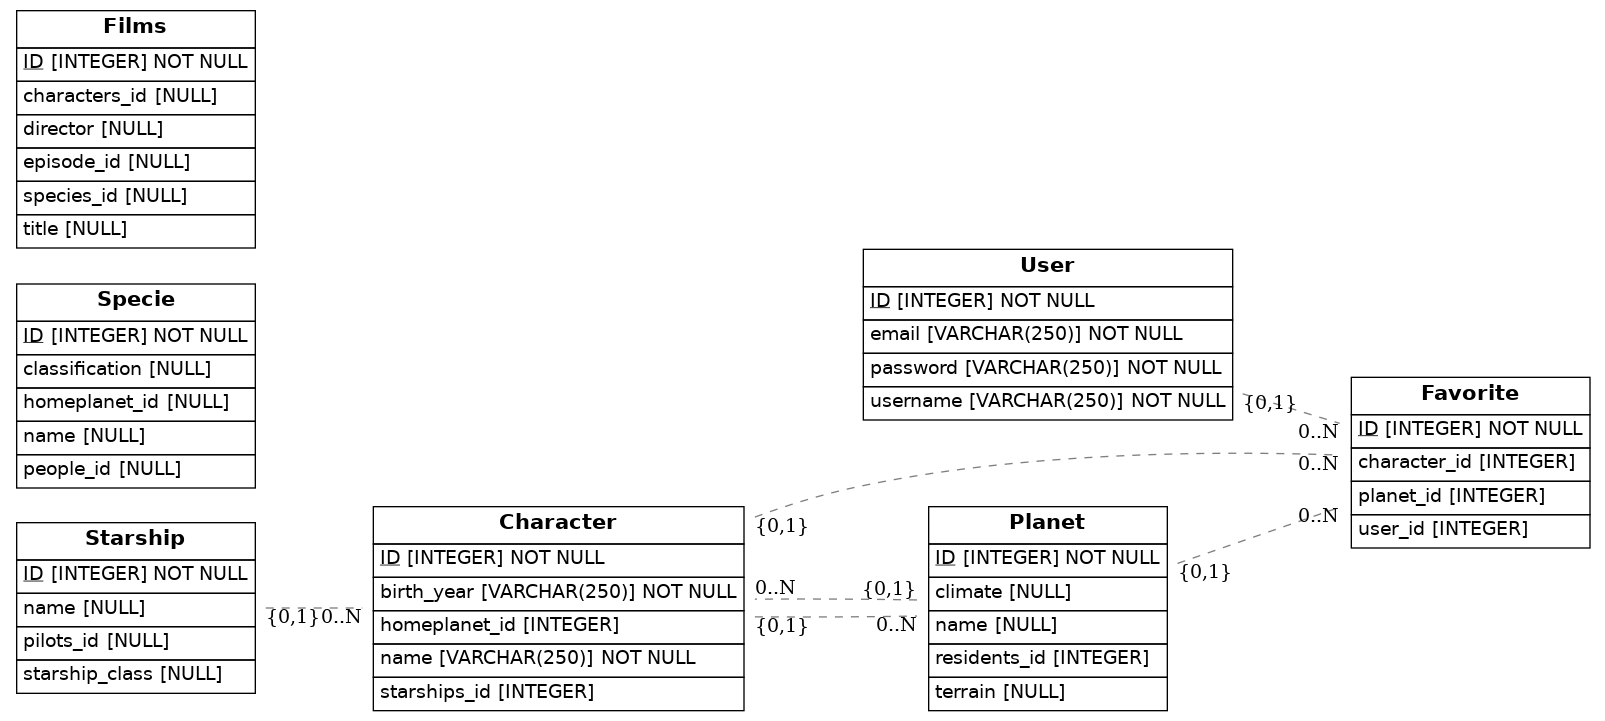 Films
ID [INTEGER] NOT NULL
characters_id [NULL]
director [NULL]
episode_id [NULL]
species_id [NULL]
title [NULL]
Specie
ID [INTEGER] NOT NULL
classification [NULL]
homeplanet_id [NULL]
name [NULL]
people_id [NULL]
Starship
ID [INTEGER] NOT NULL
name [NULL]
pilots_id [NULL]
starship_class [NULL]
{0,1}
0..N
Character
ID [INTEGER] NOT NULL
birth_year [VARCHAR(250)] NOT NULL
homeplanet_id [INTEGER]
name [VARCHAR(250)] NOT NULL
starships_id [INTEGER]
{0,1}
0..N
{0,1}
{0,1}
0..N
User
ID [INTEGER] NOT NULL
email [VARCHAR(250)] NOT NULL
password [VARCHAR(250)] NOT NULL
username [VARCHAR(250)] NOT NULL
Planet
ID [INTEGER] NOT NULL
climate [NULL]
name [NULL]
residents_id [INTEGER]
terrain [NULL]
{0,1}
0..N
0..N
0..N
{0,1}
Favorite
ID [INTEGER] NOT NULL
character_id [INTEGER]
planet_id [INTEGER]
user_id [INTEGER]